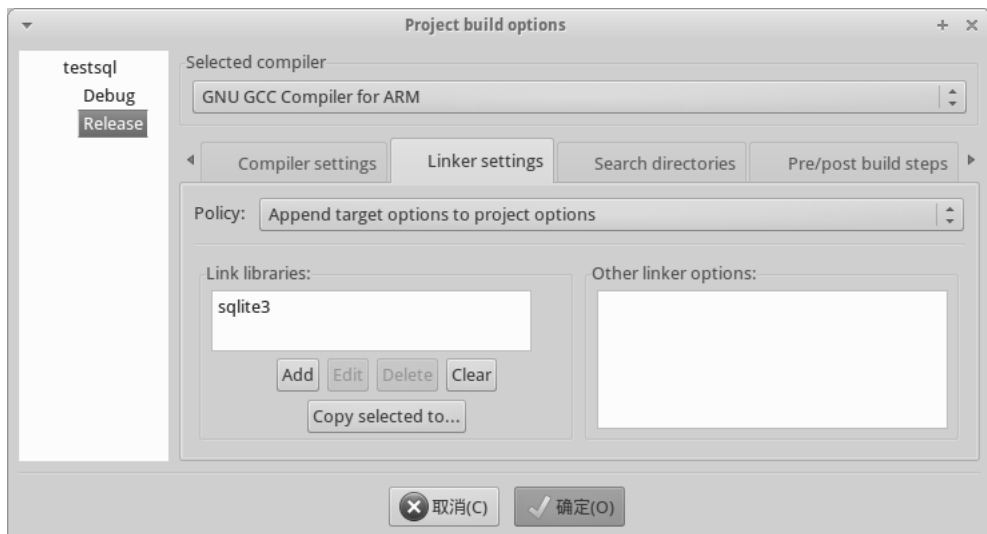 Project build options
testsql
Debug
Release
Selected compiler
GNU GCC Compiler for ARM
Compiler settings
Linker settings
Search directories
Pre/post build steps
Policy:
Append target options to project options
Link libraries:
sqlite3
Add
Edit
Delete
Clear
Copy selected to...
Other linker options:
取消(C)
确定(O)